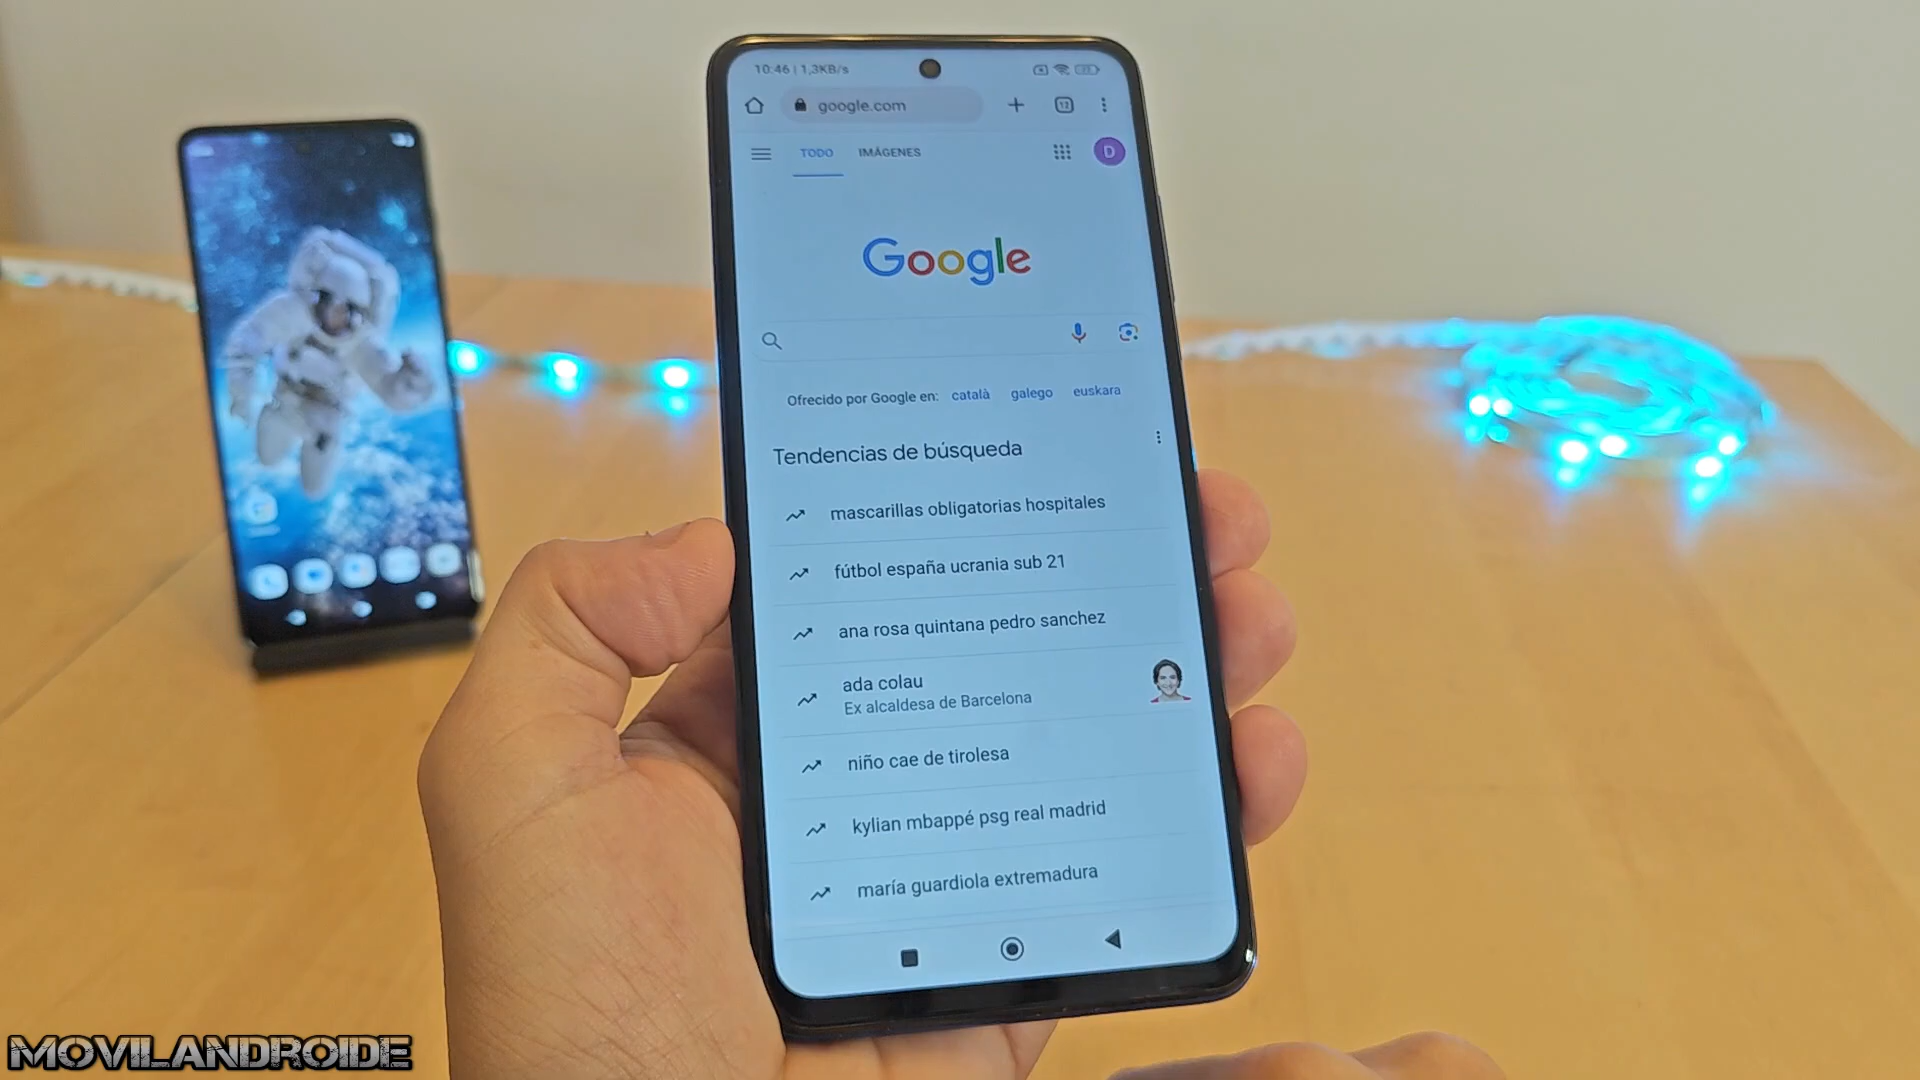 10:46 | 1,3KB/s
google.com
12
TODO
IMÁGENES
D
Google
Ofrecido por Google en: català galego euskara
Tendencias de búsqueda
mascarillas obligatorias hospitales
fútbol españa ucrania sub 21
ana rosa quintana pedro sanchez
ada colau
Ex alcaldesa de Barcelona
niño cae de tirolesa
kylian mbappé psg real madrid
maría guardiola extremadura
MOVILANDROIDE